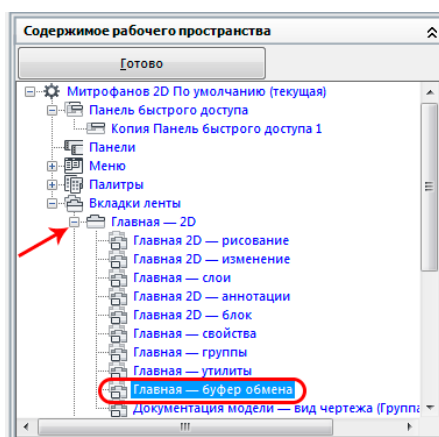 Содержимое рабочего пространства
Готово
Митрофанов 2D По умолчанию (текущая)
Панель быстрого доступа
Копия Панель быстрого доступа 1
Панели
Меню
Палитры
Вкладки ленты
Главная — 2D
Главная 2D — рисование
Главная 2D — изменение
Главная — слои
Главная 2D — аннотации
Главная 2D — блок
Главная — свойства
Главная — группы
Главная — утилиты
Главная — буфер обмена
Документация модели — вид чертежа (Группа